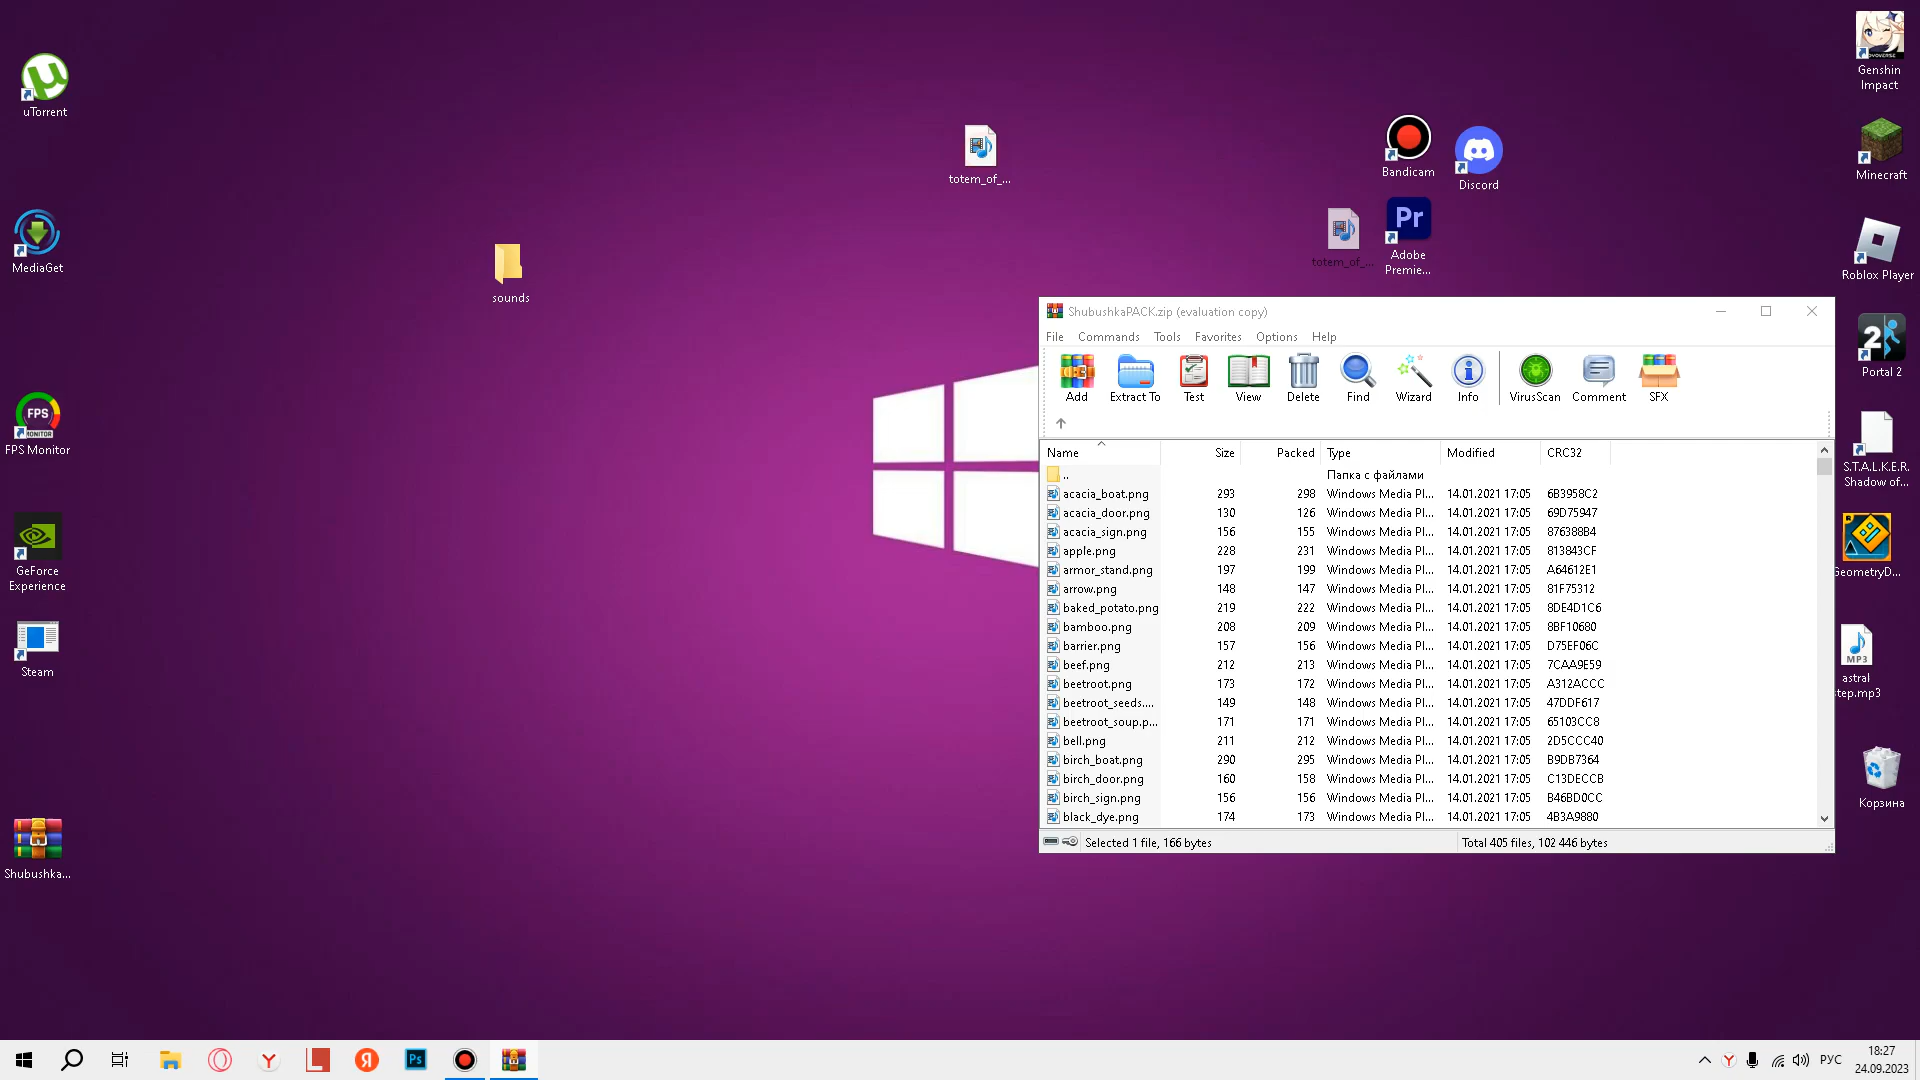 uTorrent
MediaGet
FPS
MONITOR
FPS Monitor
GeForce
Experience
Steam
Shubushka...
sounds
totem_of_...
Bandicam
Discord
totem_of_...
Pr
Adobe
Premie...
Genshin
Impact
Minecraft
Roblox Player
2
Portal 2
S.T.A.L.K.E.R.
Shadow of...
GeometryD...
MP3
astral
step.mp3
Корзина
ShubushkaPACK.zip (evaluation copy)
File Commands Tools Favorites Options Help
Add Extract To Test View Delete Find Wizard Info VirusScan Comment SFX
Name Size Packed Type Modified CRC32
.. Папка с файлами
acacia_boat.png 293 298 Windows Media Pl... 14.01.2021 17:05 6B3958C2
acacia_door.png 130 126 Windows Media Pl... 14.01.2021 17:05 69D75947
acacia_sign.png 156 155 Windows Media Pl... 14.01.2021 17:05 876388B4
apple.png 228 231 Windows Media Pl... 14.01.2021 17:05 813843CF
armor_stand.png 197 199 Windows Media Pl... 14.01.2021 17:05 A64612E1
arrow.png 148 147 Windows Media Pl... 14.01.2021 17:05 81F75312
baked_potato.png 219 222 Windows Media Pl... 14.01.2021 17:05 8DE4D1C6
bamboo.png 208 209 Windows Media Pl... 14.01.2021 17:05 8BF10680
barrier.png 157 156 Windows Media Pl... 14.01.2021 17:05 D75EF06C
beef.png 212 213 Windows Media Pl... 14.01.2021 17:05 7CAA9E59
beetroot.png 173 172 Windows Media Pl... 14.01.2021 17:05 A312ACCC
beetroot_seeds.... 149 148 Windows Media Pl... 14.01.2021 17:05 47DDF617
beetroot_soup.p... 171 171 Windows Media Pl... 14.01.2021 17:05 65103CC8
bell.png 211 212 Windows Media Pl... 14.01.2021 17:05 2D5CCC40
birch_boat.png 290 295 Windows Media Pl... 14.01.2021 17:05 B9DB7364
birch_door.png 160 158 Windows Media Pl... 14.01.2021 17:05 C13DECCB
birch_sign.png 156 156 Windows Media Pl... 14.01.2021 17:05 B46BD0CC
black_dye.png 174 173 Windows Media Pl... 14.01.2021 17:05 4B3A9880
Selected 1 file, 166 bytes Total 405 files, 102 446 bytes
Ps
РУС
18:27
24.09.2023